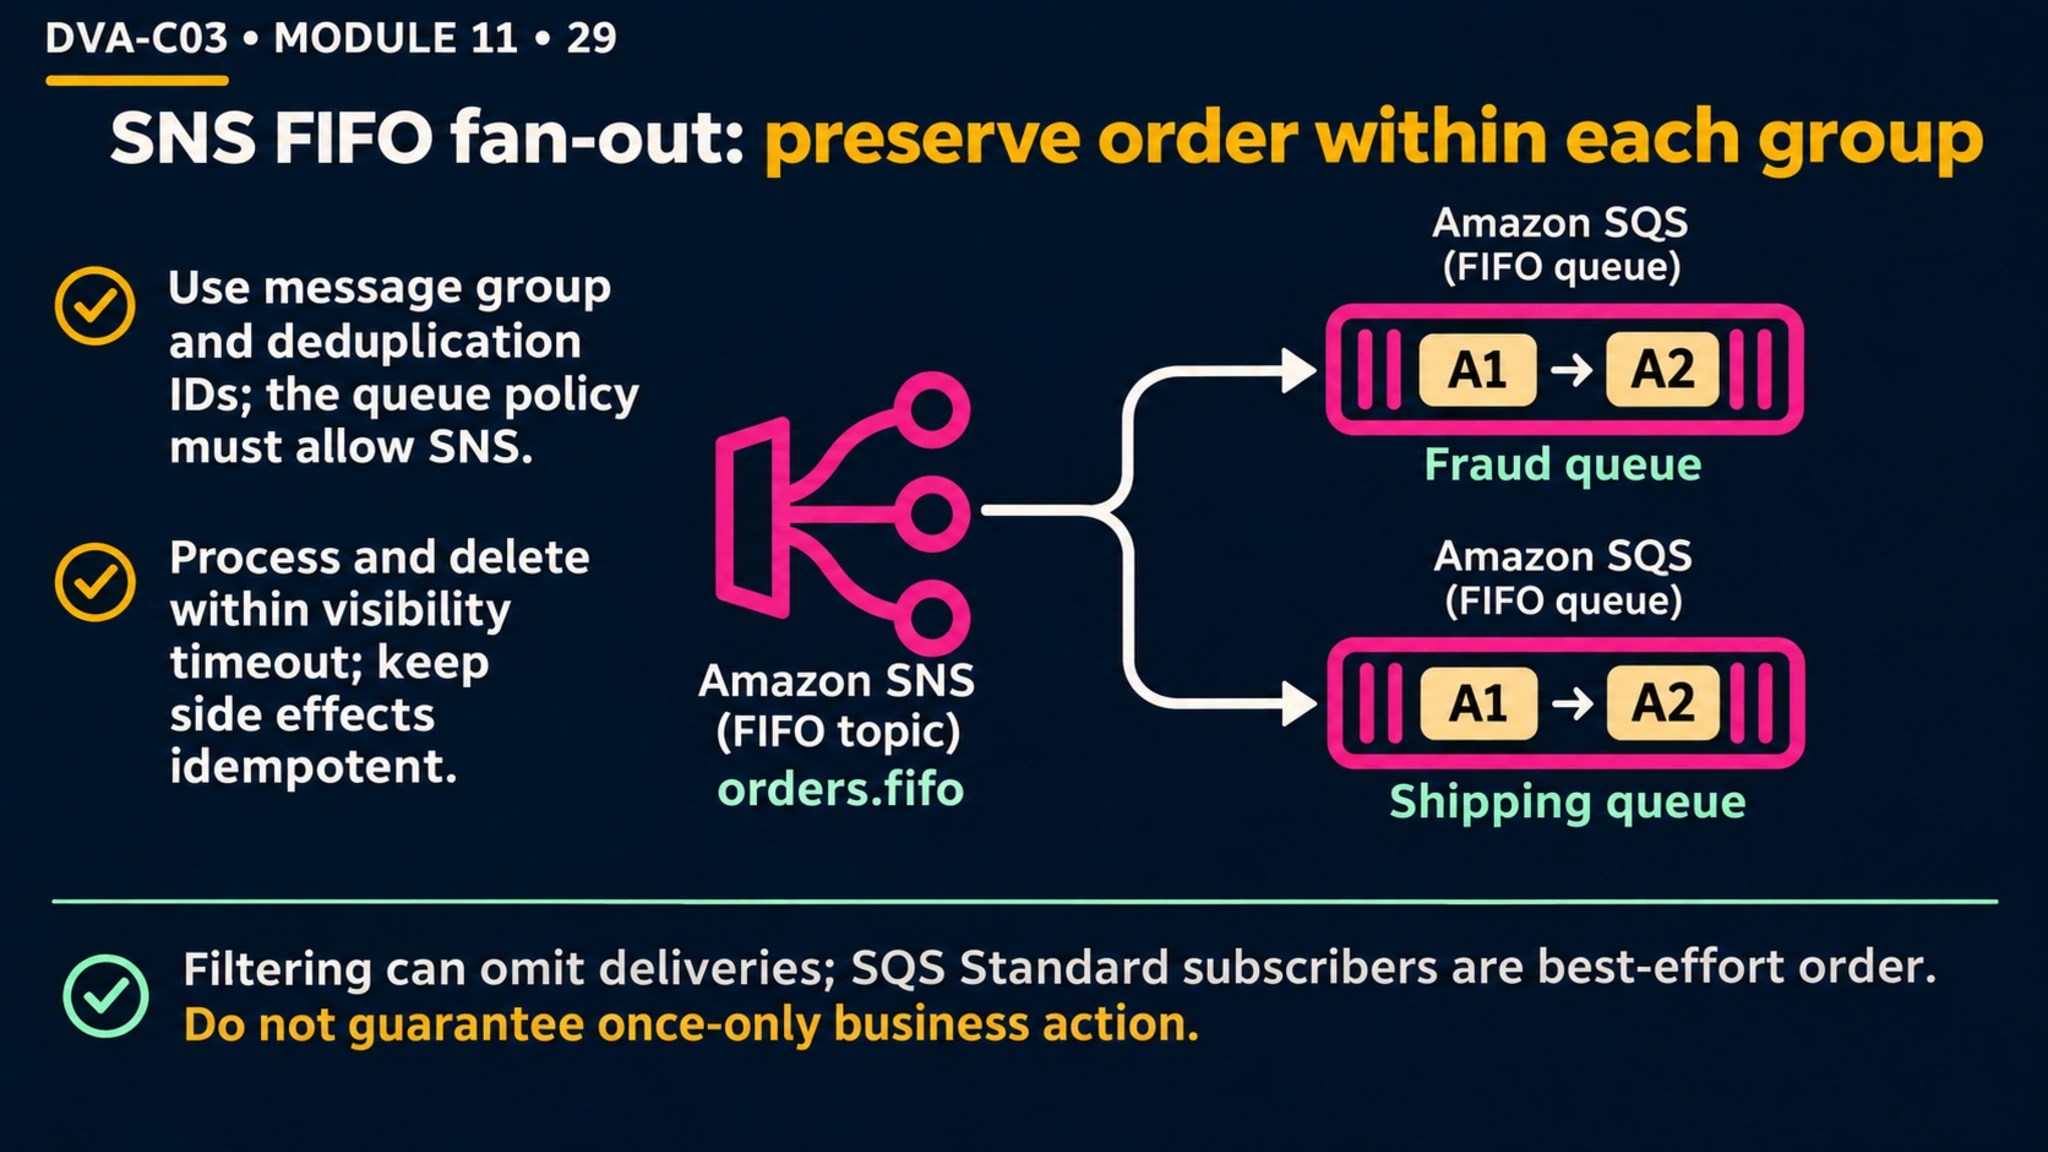 DVA-C03 • MODULE 11 • 29
SNS FIFO fan-out: preserve order within each group
Use message group
and deduplication
IDs; the queue policy
must allow SNS.
Process and delete
within visibility
timeout; keep
side effects
idempotent.
Amazon SNS
(FIFO topic)
orders.fifo
Amazon SQS
(FIFO queue)
A1 → A2
Fraud queue
Amazon SQS
(FIFO queue)
A1 → A2
Shipping queue
Filtering can omit deliveries; SQS Standard subscribers are best-effort order.
Do not guarantee once-only business action.